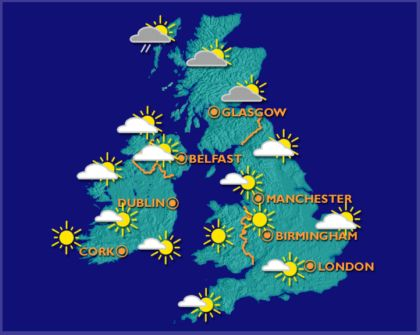 GLASGOW
BELFAST
MANCHESTER
DUBLIN
BIRMINGHAM
CORK
LONDON